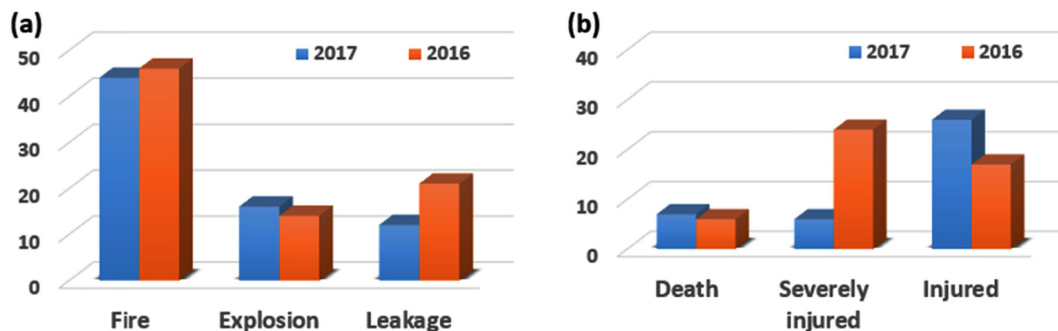 (a)
2017 2016
50
40
30
20
10
0
Fire Explosion Leakage
(b)
2017 2016
40
30
20
10
0
Death Severely Injured
injured